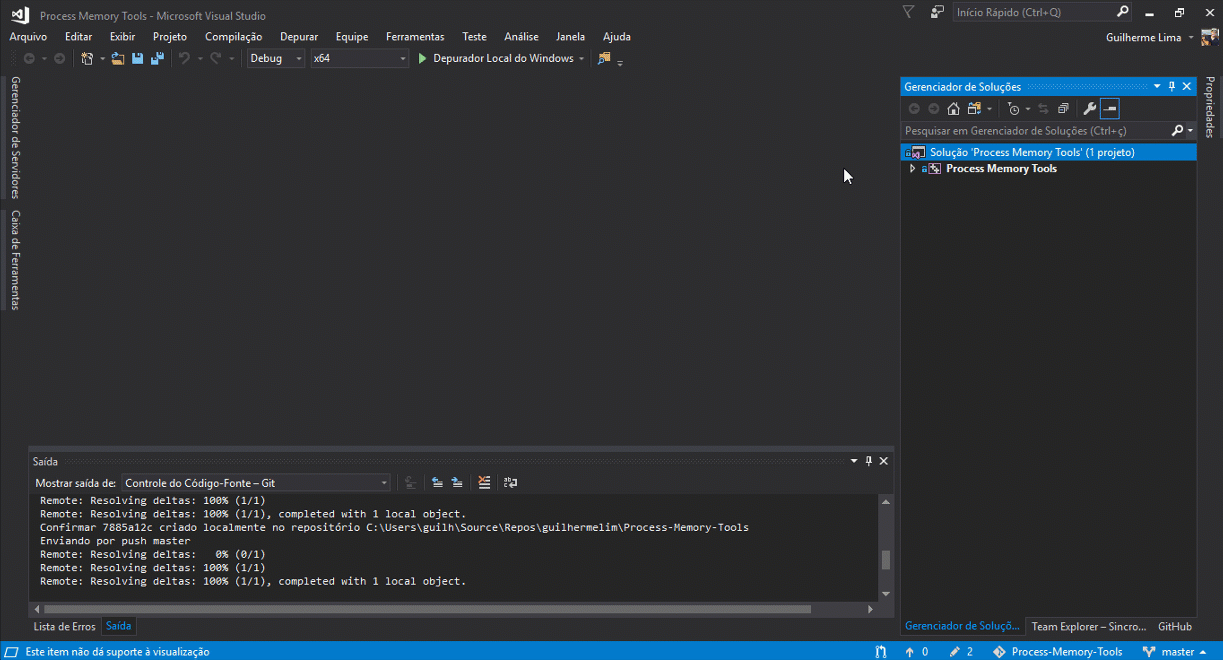 Process Memory Tools - Microsoft Visual Studio
Início Rápido (Ctrl+Q)
Arquivo Editar Exibir Projeto Compilação Depurar Equipe Ferramentas Teste Análise Janela Ajuda
Guilherme Lima
Debug x64 Depurador Local do Windows
Gerenciador de Servidores
Caixa de Ferramentas
Gerenciador de Soluções
Pesquisar em Gerenciador de Soluções (Ctrl+ç)
Solução 'Process Memory Tools' (1 projeto)
Process Memory Tools
Propriedades
Saída
Mostrar saída de: Controle do Código-Fonte – Git
Remote: Resolving deltas: 100% (1/1)
Remote: Resolving deltas: 100% (1/1), completed with 1 local object.
Confirmar 7885a12c criado localmente no repositório C:\Users\guilh\Source\Repos\guilhermelim\Process-Memory-Tools
Enviando por push master
Remote: Resolving deltas:   0% (0/1)
Remote: Resolving deltas: 100% (1/1)
Remote: Resolving deltas: 100% (1/1), completed with 1 local object.
Lista de Erros Saída
Gerenciador de Soluçõ... Team Explorer – Sincro... GitHub
Este item não dá suporte à visualização
0 2 Process-Memory-Tools master